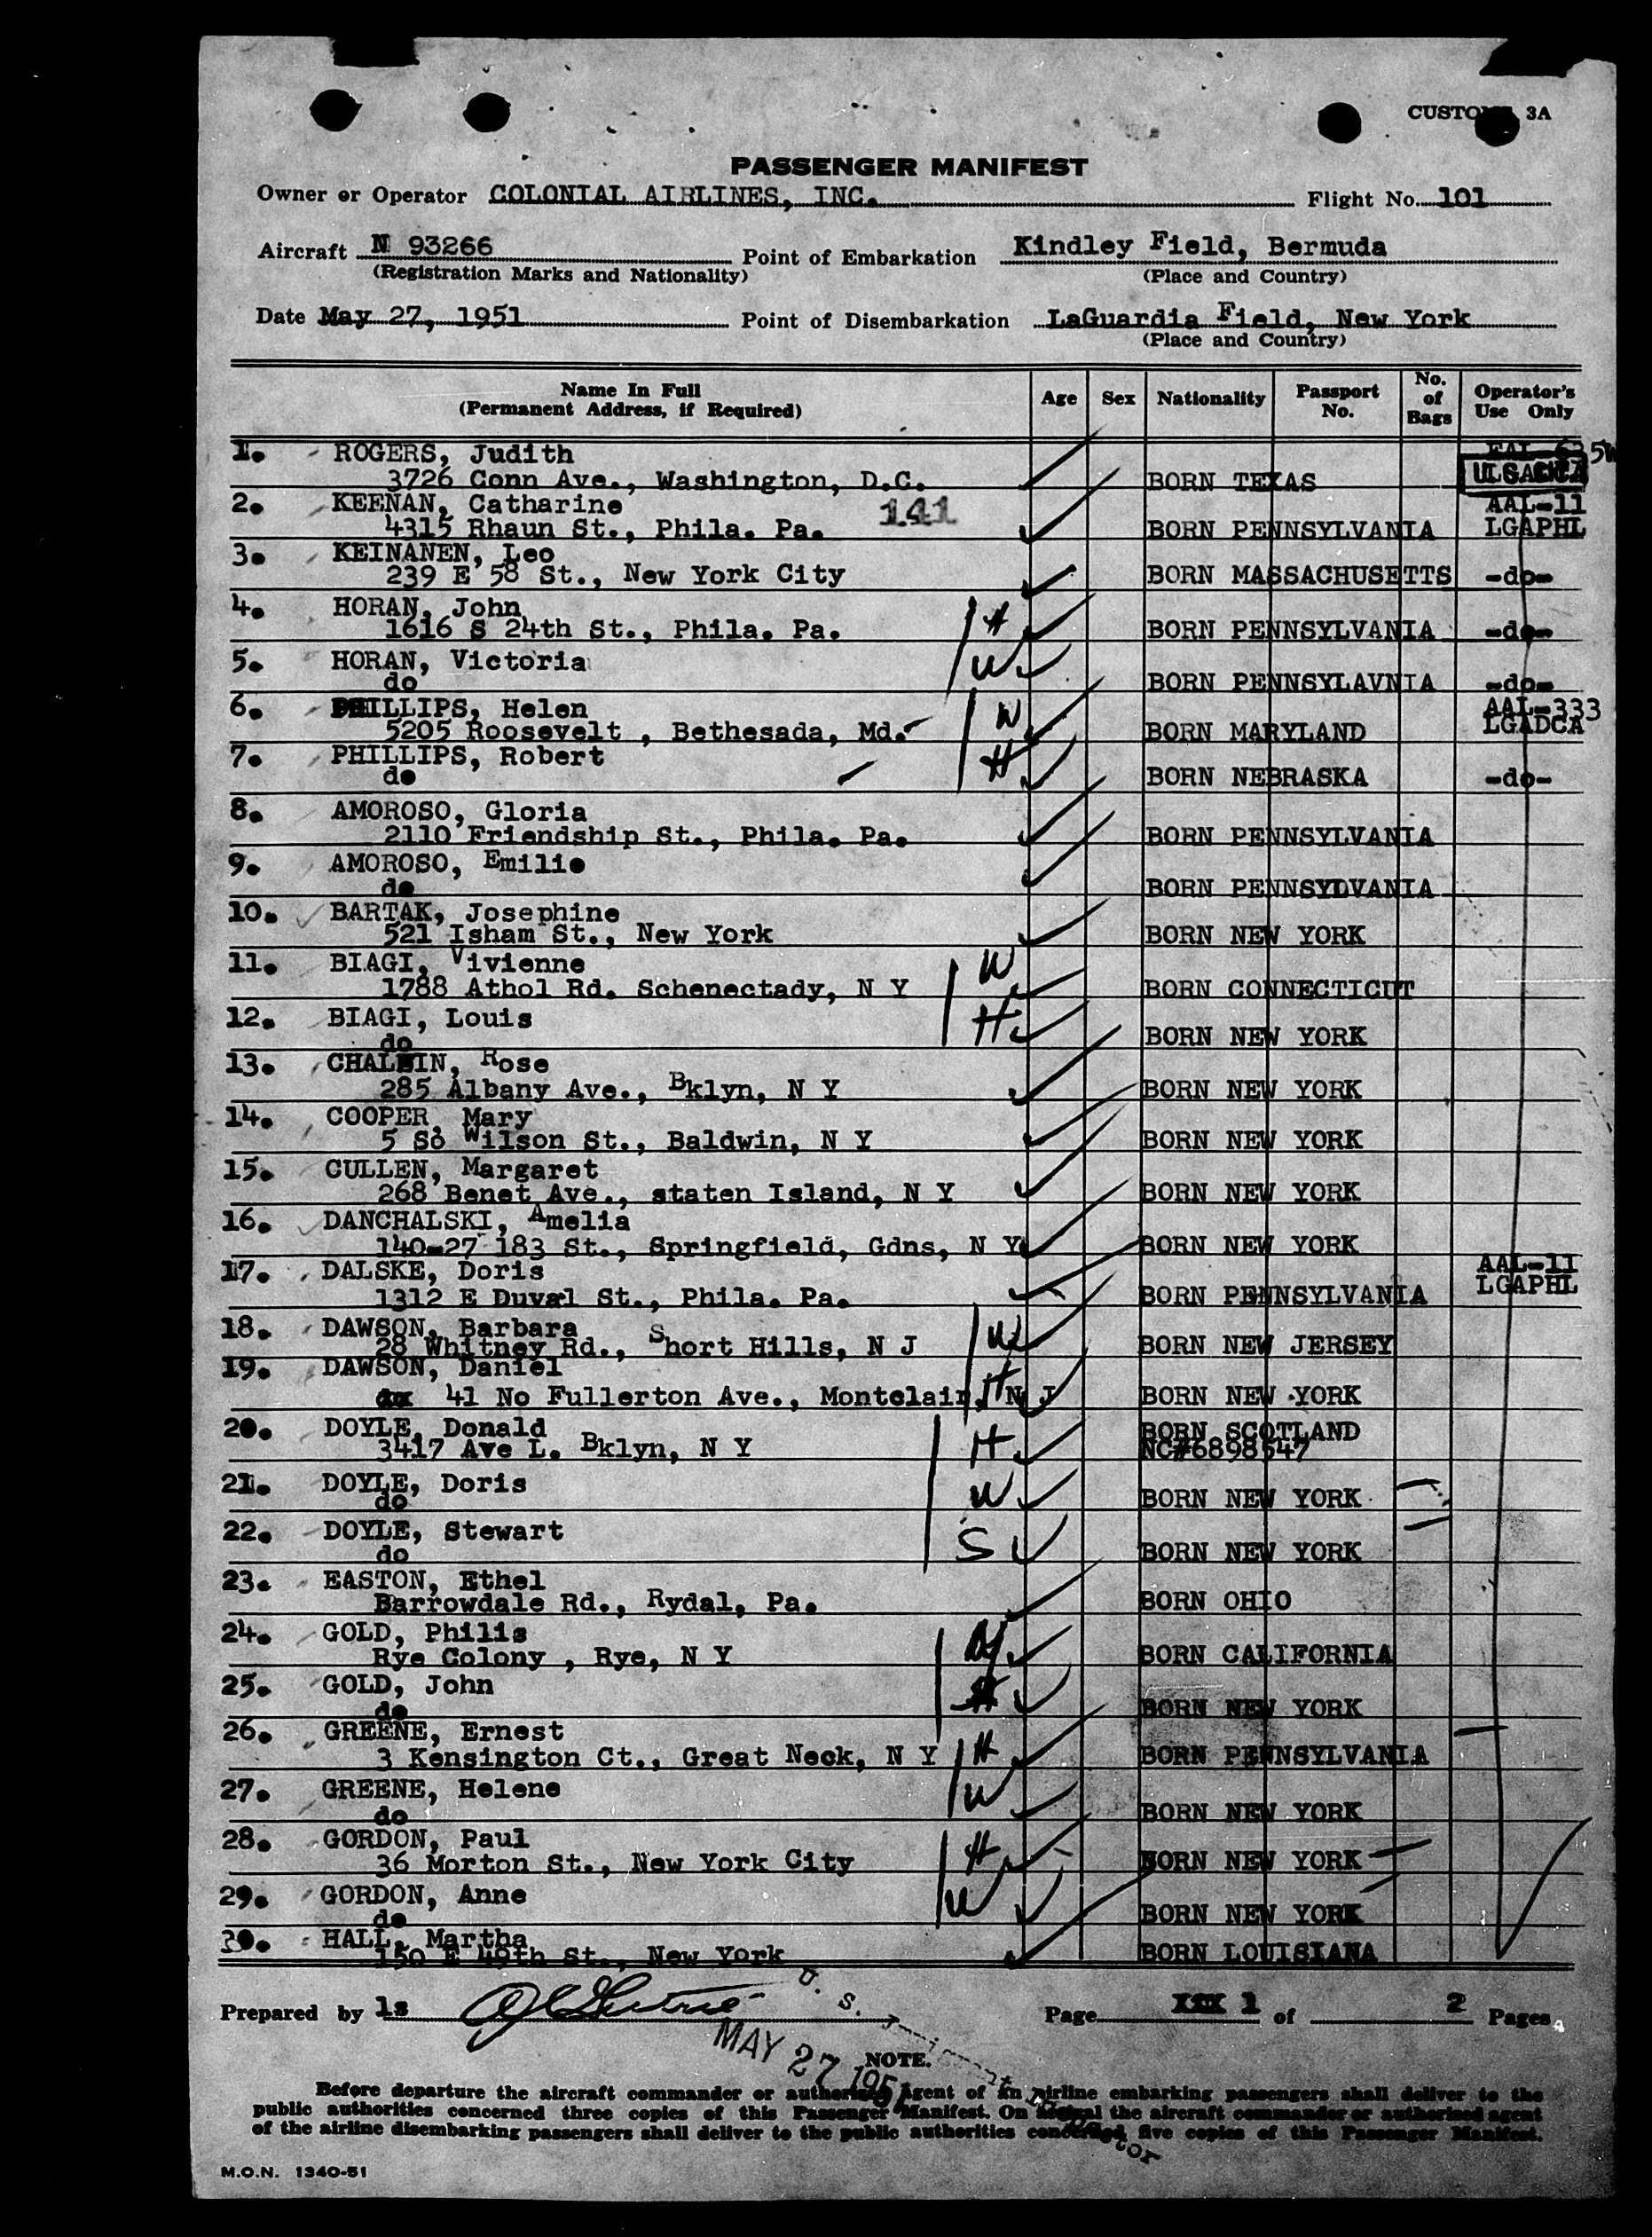 CUSTO 3A
PASSENGER MANIFEST
Owner or Operator COLONIAL AIRLINES, INC. Flight No. 101
Aircraft N 93266 Point of Embarkation Kindley Field, Bermuda
(Registration Marks and Nationality) (Place and Country)
Date May 27, 1951 Point of Disembarkation LaGuardia Field, New York
(Place and Country)
Name In Full (Permanent Address, if Required) Age Sex Nationality Passport No. No. of Bags Operator's Use Only
1. ROGERS, Judith
3726 Conn Ave., Washington, D.C. BORN TEXAS
2. KEENAN, Catharine 141 AAL-11
4315 Rhaun St., Phila. Pa. BORN PENNSYLVANIA LGAPHL
3. KEINANEN, Leo
239 E 58 St., New York City BORN MASSACHUSETTS -do-
4. HORAN, John H
1616 S 24th St., Phila. Pa. BORN PENNSYLVANIA -do-
5. HORAN, Victoria W
do BORN PENNSYLAVNIA -do-
6. PHILLIPS, Helen W AAL-333
5205 Roosevelt , Bethesada, Md. BORN MARYLAND LGADCA
7. PHILLIPS, Robert H
do BORN NEBRASKA -do-
8. AMOROSO, Gloria
2110 Friendship St., Phila. Pa. BORN PENNSYLVANIA
9. AMOROSO, Emilio
do BORN PENNSYLVANIA
10. BARTAK, Josephine
521 Isham St., New York BORN NEW YORK
11. BIAGI, Vivienne W
1788 Athol Rd. Schenectady, N Y BORN CONNECTICUT
12. BIAGI, Louis H
do BORN NEW YORK
13. Rose
285 Albany Ave., Bklyn, N Y BORN NEW YORK
14. COOPER, Mary
5 So Wilson St., Baldwin, N Y BORN NEW YORK
15. CULLEN, Margaret
268 Benet Ave., staten Island, N Y BORN NEW YORK
16. DANCHALSKI, Amelia
140-27 183 St., Springfield, Gdns, N Y BORN NEW YORK
17. DALSKE, Doris AAL-11
1312 E Duval St., Phila. Pa. BORN PENNSYLVANIA LGAPHL
18. DAWSON, Barbara W
28 Whitney Rd., Short Hills, N J BORN NEW JERSEY
19. DAWSON, Daniel H
41 No Fullerton Ave., Montelair, N J BORN NEW YORK
20. DOYLE, Donald H BORN SCOTLAND
3417 Ave L. Bklyn, N Y NC#6898547
21. DOYLE, Doris W
do BORN NEW YORK
22. DOYLE, Stewart S
do BORN NEW YORK
23. EASTON, Ethel
Barrowdale Rd., Rydal, Pa. BORN OHIO
24. GOLD, Philis
Rye Colony , Rye, N Y BORN CALIFORNIA
25. GOLD, John H
do BORN NEW YORK
26. GREENE, Ernest H
3 Kensington Ct., Great Neck, N Y BORN PENNSYLVANIA
27. GREENE, Helene W
do BORN NEW YORK
28. GORDON, Paul H
36 Morton St., New York City BORN NEW YORK
29. GORDON, Anne W
do BORN NEW YORK
30. HALL, Martha
150 E 49th St., New York BORN LOUISIANA
Prepared by ls Page 1 of 2 Pages.
U. S.
MAY 27 1951
NOTE.
Before departure the aircraft commander or authorised agent of an airline embarking passengers shall deliver to the
public authorities concerned three copies of this Passenger Manifest. On arrival the aircraft commander or authorised agent
of the airline disembarking passengers shall deliver to the public authorities concerned five copies of this Passenger Manifest.
M.O.N. 1340-51